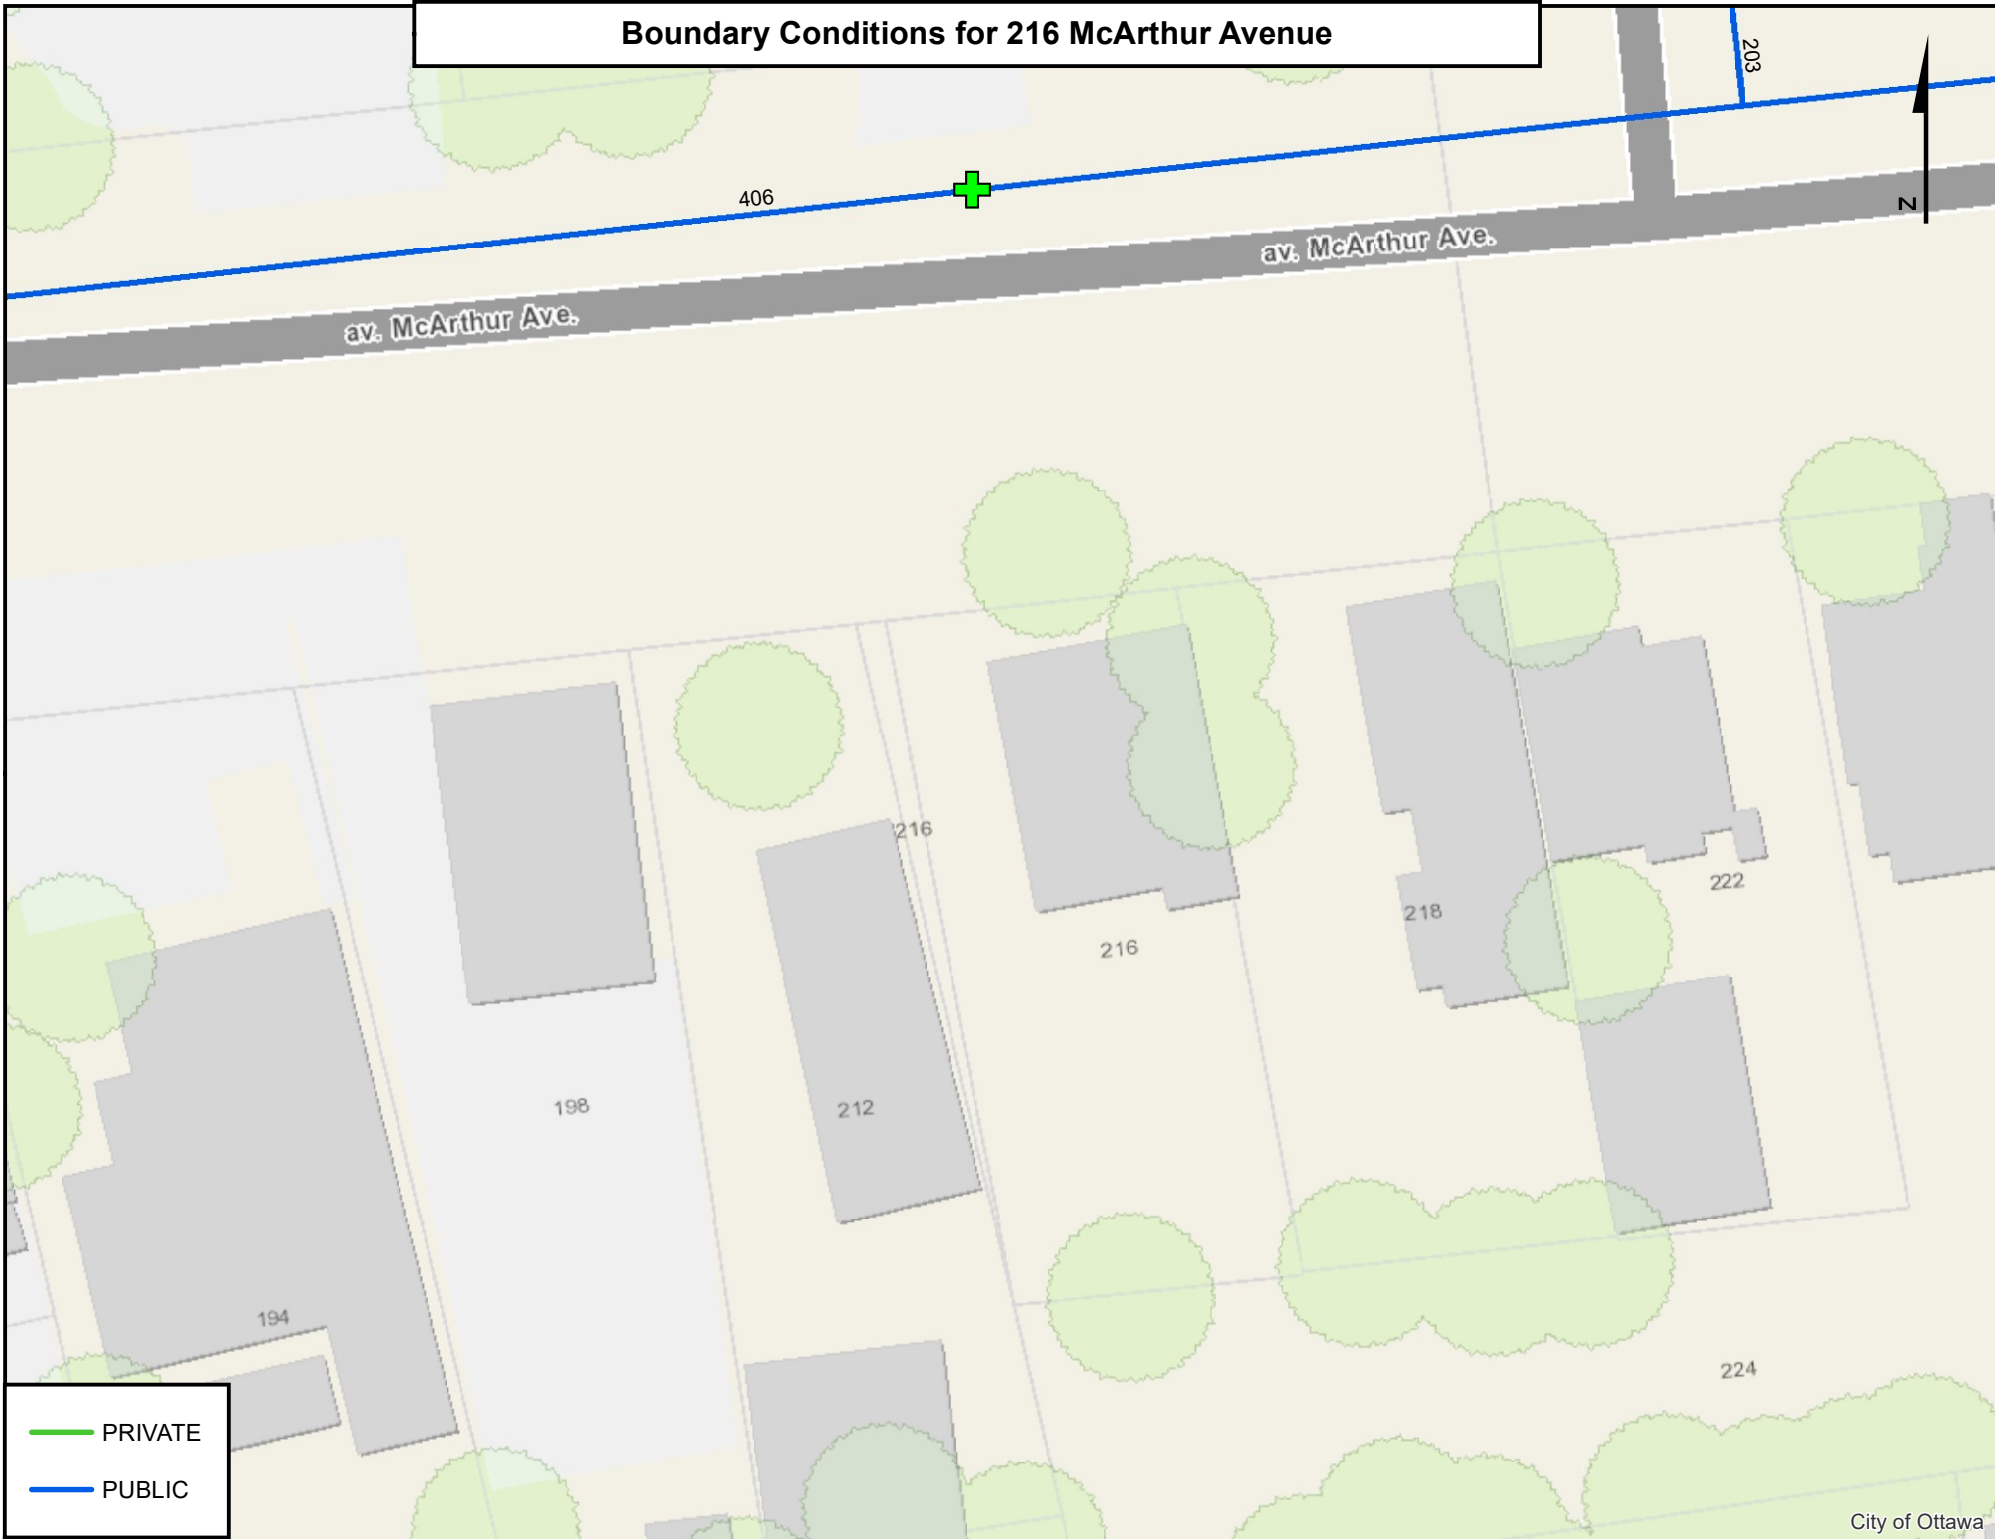 Boundary Conditions for 216 McArthur Avenue
203
406
N
av. McArthur Ave.
av. McArthur Ave.
216
222
218
216
198
212
194
224
PRIVATE
PUBLIC
City of Ottawa